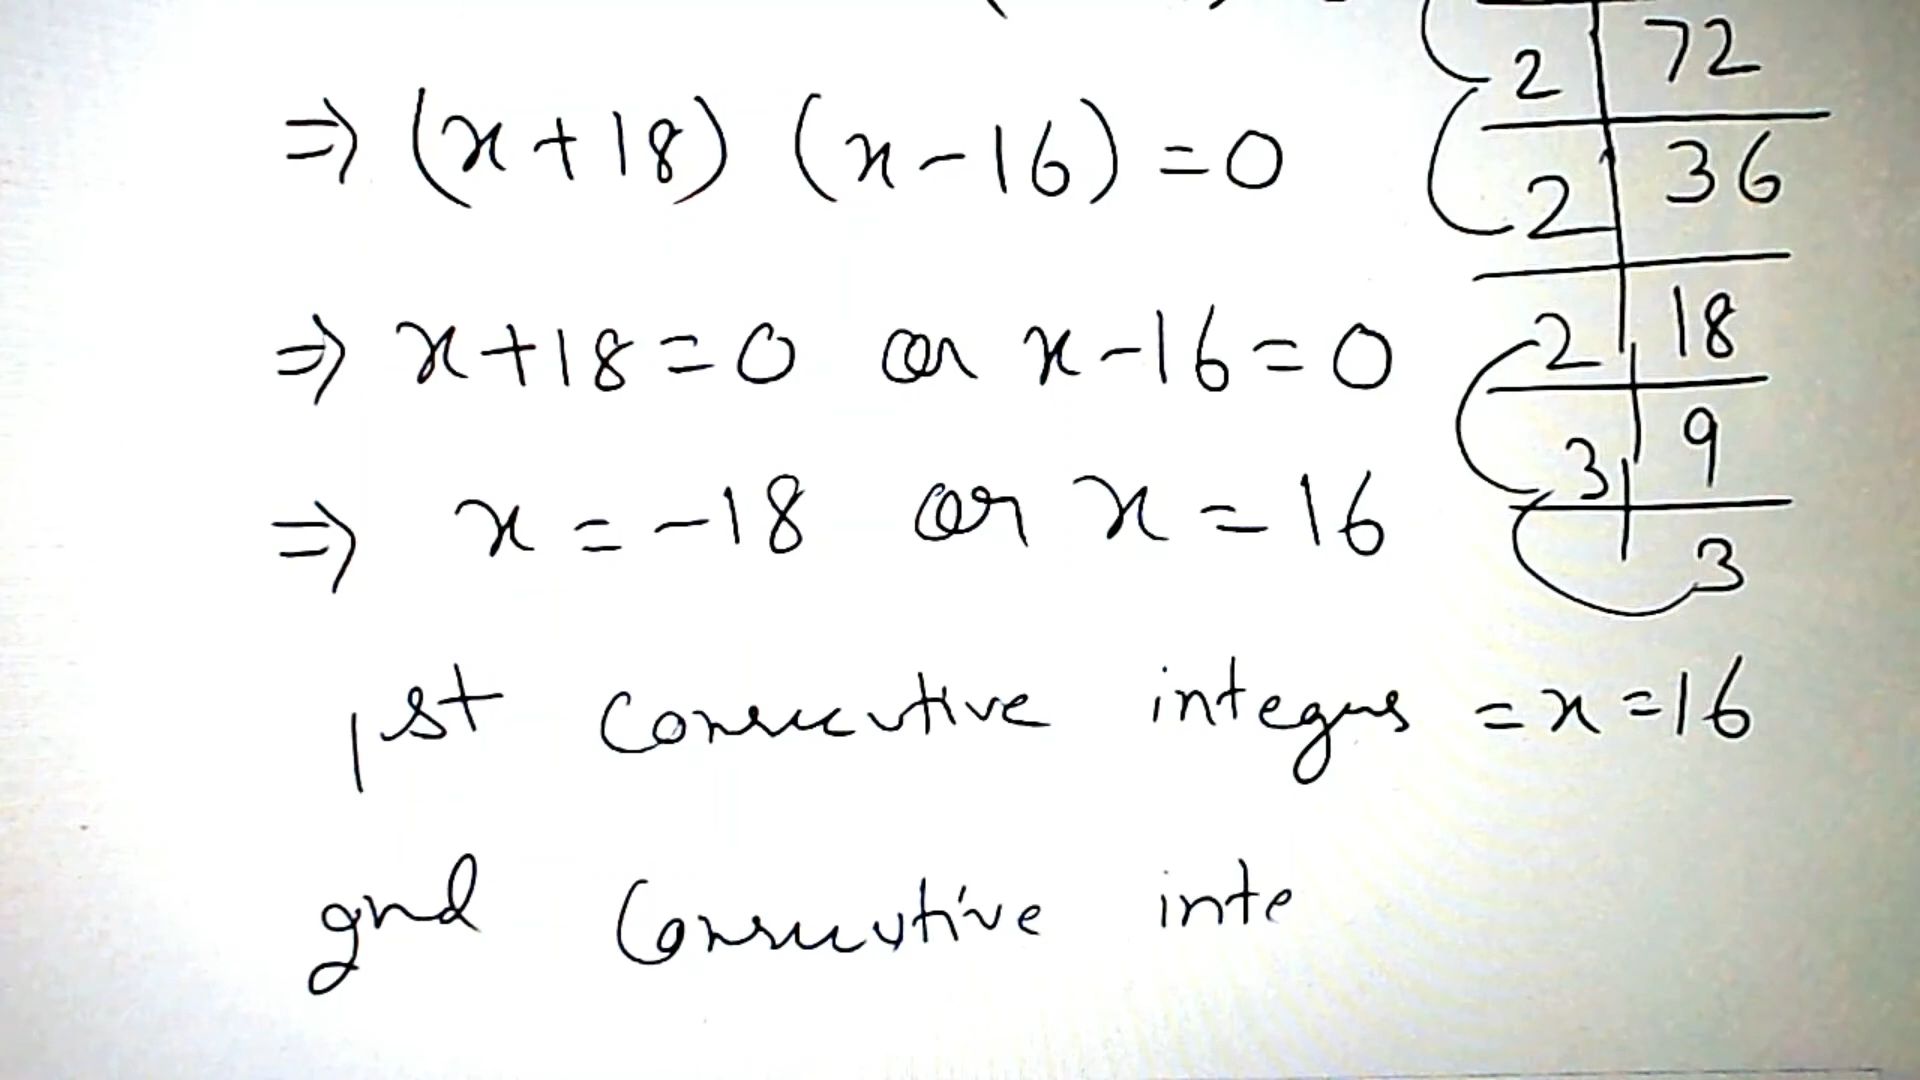 ⇒ (x+18) (x-16) = 0
⇒ x+18=0 or x-16=0
⇒ x = -18 or x = 16
1st consecutive integers = x = 16
2nd consecutive inte
2 | 72
2 | 36
2 | 18
3 | 9
3